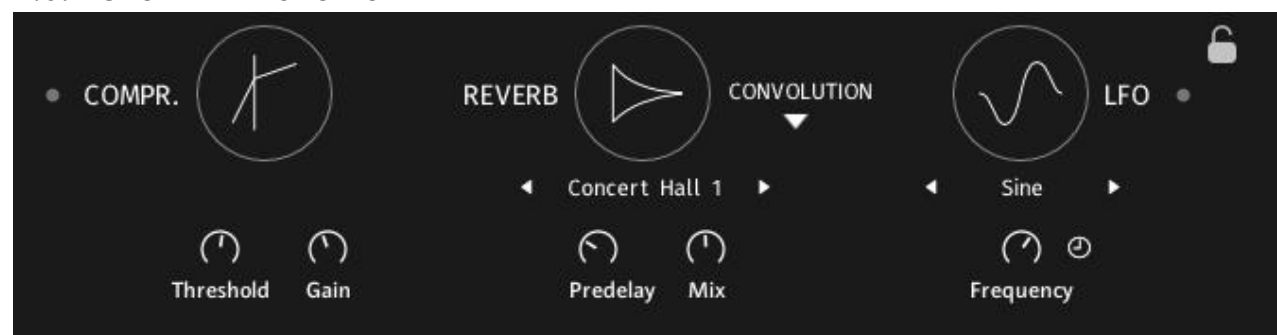 COMPR.
REVERB
CONVOLUTION
LFO
Concert Hall 1
Sine
Threshold
Gain
Predelay
Mix
Frequency